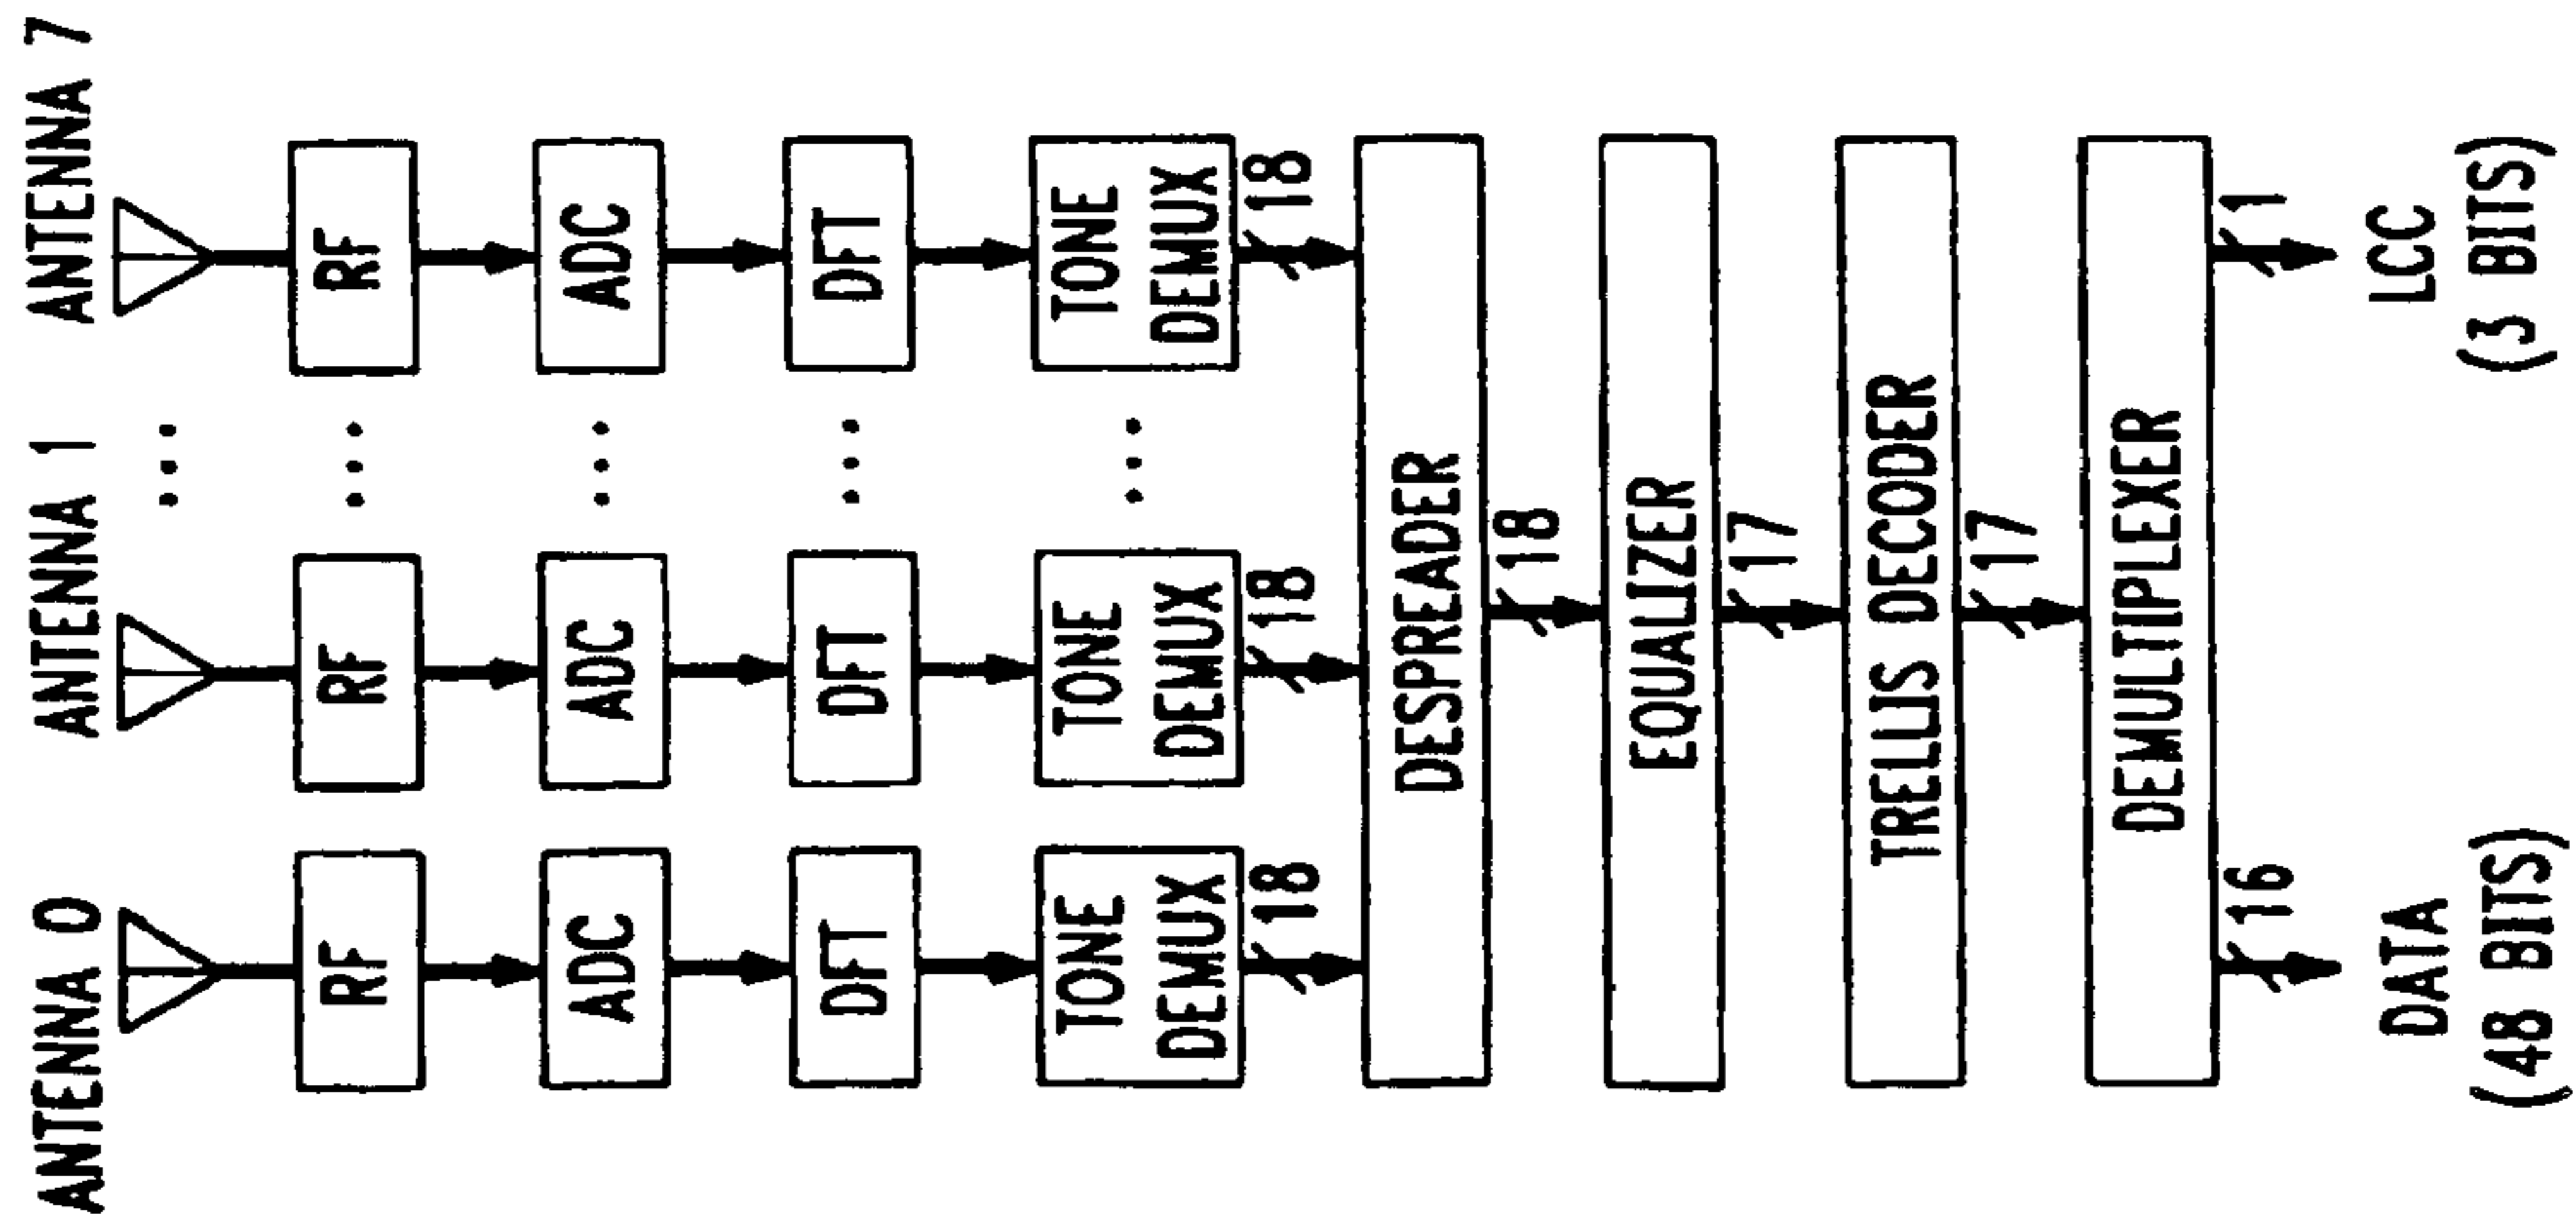 ANTENNA 0
ANTENNA 1
ANTENNA 7
RF
RF
RF
ADC
ADC
ADC
DFT
DFT
DFT
TONE
DEMUX
TONE
DEMUX
TONE
DEMUX
18
18
18
DESPREADER
18
EQUALIZER
17
TRELLIS DECODER
17
DEMULTIPLEXER
16
1
DATA
(48 BITS)
LCC
(3 BITS)